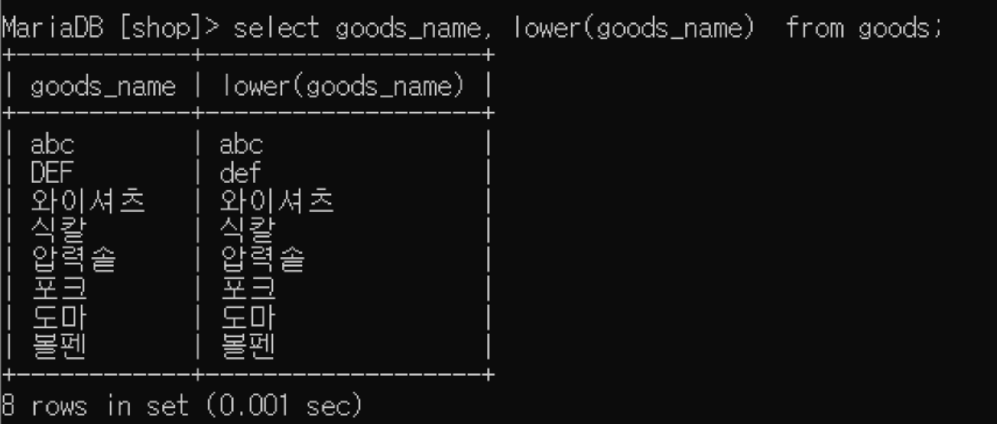 MariaDB [shop]> select goods_name, lower(goods_name)  from goods;
+-------------+--------------------+
| goods_name | lower(goods_name) |
+-------------+--------------------+
| abc        | abc               |
| DEF        | def               |
| 와이셔츠   | 와이셔츠          |
| 식칼       | 식칼              |
| 압력솥     | 압력솥            |
| 포크       | 포크              |
| 도마       | 도마              |
| 볼펜       | 볼펜              |
+-------------+--------------------+
8 rows in set (0.001 sec)